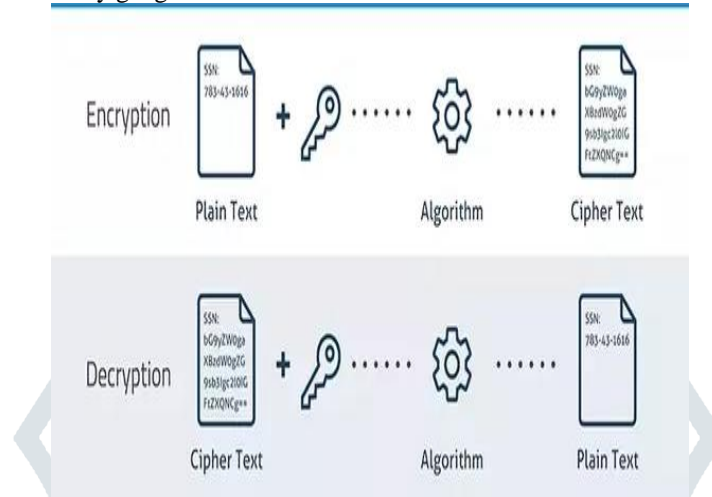 SSN:
783-43-1616
SSN:
bG9yZW0ga
XBzdW0gZG
9sb3Igc2l0IG
FtZXQNCg==
Encryption
Plain Text
Algorithm
Cipher Text
SSN:
bG9yZW0ga
XBzdW0gZG
9sb3Igc2l0IG
FtZXQNCg==
SSN:
783-43-1616
Decryption
Cipher Text
Algorithm
Plain Text